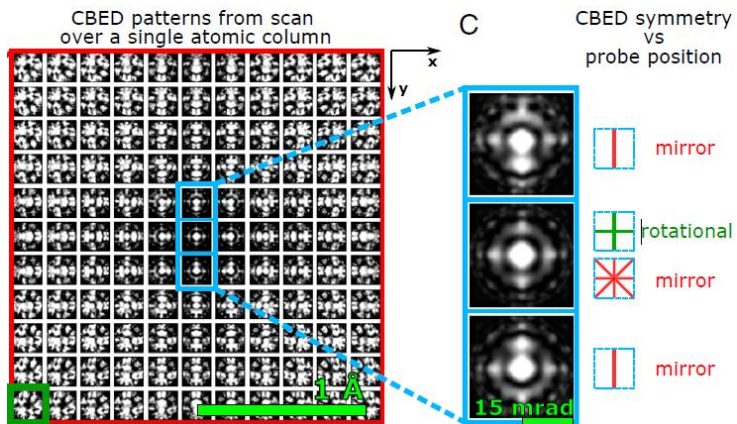 CBED patterns from scan
over a single atomic column
x
y
1 Å
C
15 mrad
CBED symmetry
vs
probe position
mirror
rotational
mirror
mirror